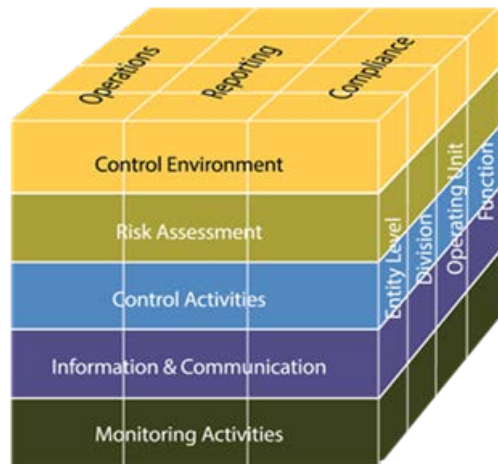 Operations
Reporting
Compliance
Control Environment
Risk Assessment
Control Activities
Information & Communication
Monitoring Activities
Entity Level
Division
Operating Unit
Function